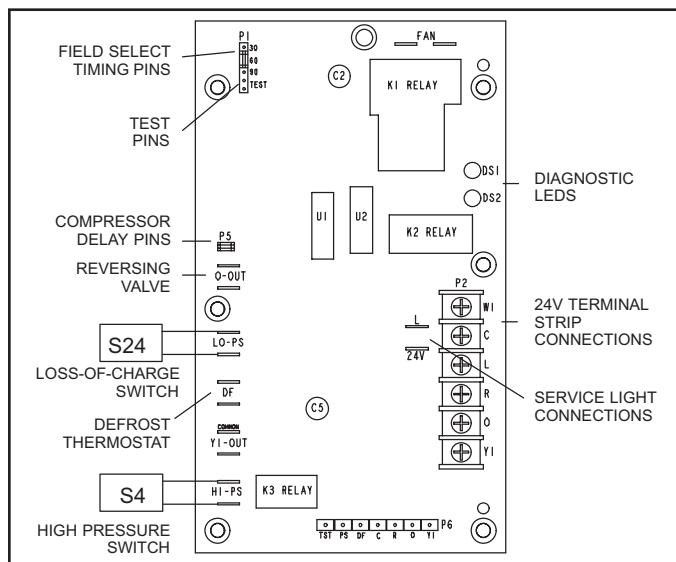 P1
FAN
FIELD SELECT
TIMING PINS
30
60
90
TEST
C2
K1 RELAY
TEST
PINS
DS1
DS2
DIAGNOSTIC
LEDS
U1
U2
K2 RELAY
COMPRESSOR
DELAY PINS
P5
REVERSING
VALVE
O-OUT
P2
W1
C
L
R
O
Y1
24V TERMINAL
STRIP
CONNECTIONS
L
24V
S24
LO-PS
LOSS-OF-CHARGE
SWITCH
SERVICE LIGHT
CONNECTIONS
DF
DEFROST
THERMOSTAT
C5
COMMON
Y1-OUT
S4
HI-PS
K3 RELAY
HIGH PRESSURE
SWITCH
P6
TST PS DF C R O Y1